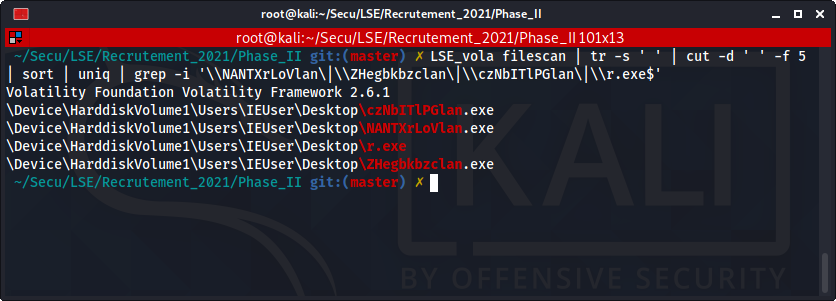 root@kali:~/Secu/LSE/Recrutement_2021/Phase_II
root@kali:~/Secu/LSE/Recrutement_2021/Phase_II 101x13
~/Secu/LSE/Recrutement_2021/Phase_II git:(master) ✗ LSE_vola filescan | tr -s ' ' | cut -d ' ' -f 5
| sort | uniq | grep -i '\\NANTXrLoVlan\|\\ZHegbkbzclan\|\\czNbITlPGlan\|\\r.exe$'
Volatility Foundation Volatility Framework 2.6.1
\Device\HarddiskVolume1\Users\IEUser\Desktop\czNbITlPGlan.exe
\Device\HarddiskVolume1\Users\IEUser\Desktop\NANTXrLoVlan.exe
\Device\HarddiskVolume1\Users\IEUser\Desktop\r.exe
\Device\HarddiskVolume1\Users\IEUser\Desktop\ZHegbkbzclan.exe
~/Secu/LSE/Recrutement_2021/Phase_II git:(master) ✗
KALI
BY OFFENSIVE SECURITY